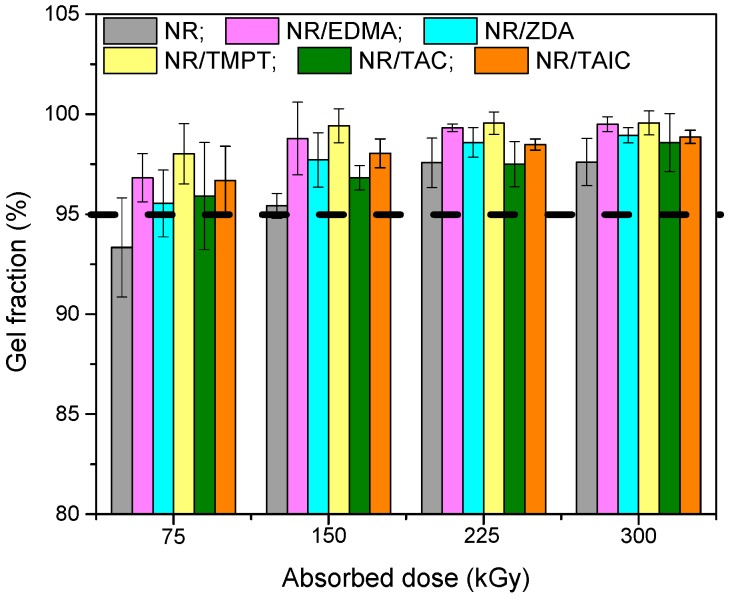 105
NR; NR/EDMA; NR/ZDA
NR/TMPT; NR/TAC; NR/TAIC
100
95
90
85
80
Gel fraction (%)
75 150 225 300
Absorbed dose (kGy)